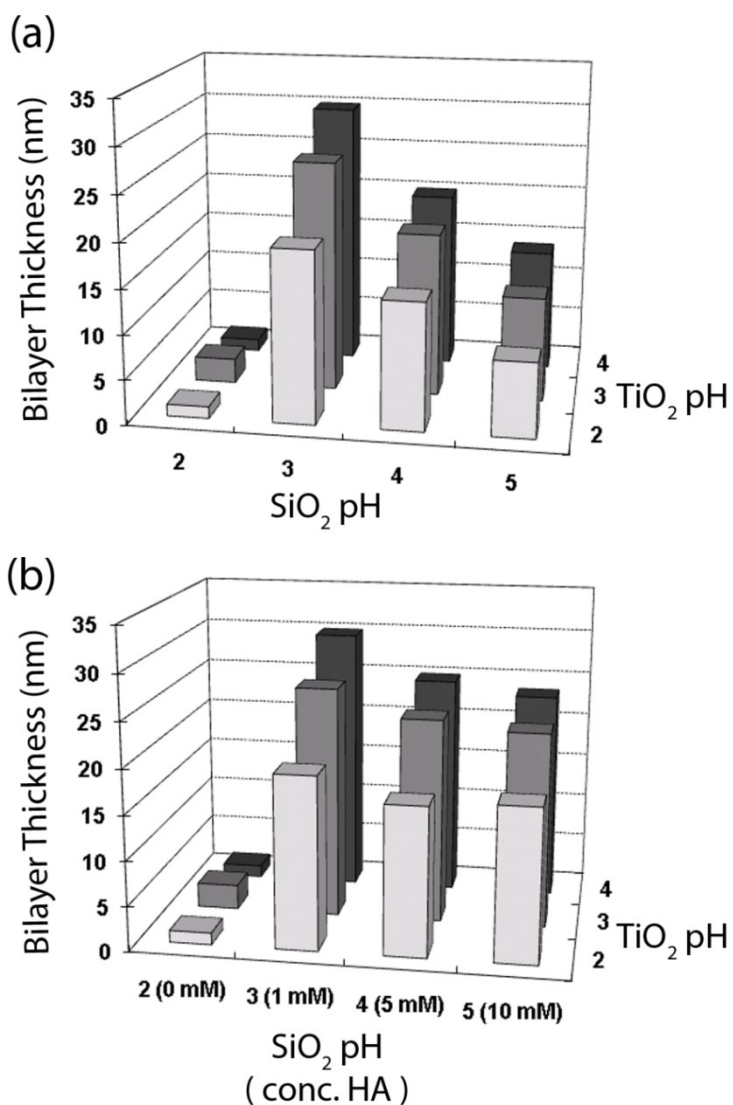 (a)
Bilayer Thickness (nm)
35
30
25
20
15
10
5
0
2
3
4
5
SiO₂ pH
4
3
2
TiO₂ pH
(b)
Bilayer Thickness (nm)
35
30
25
20
15
10
5
0
2 (0 mM)
3 (1 mM)
4 (5 mM)
5 (10 mM)
SiO₂ pH
( conc. HA )
4
3
2
TiO₂ pH